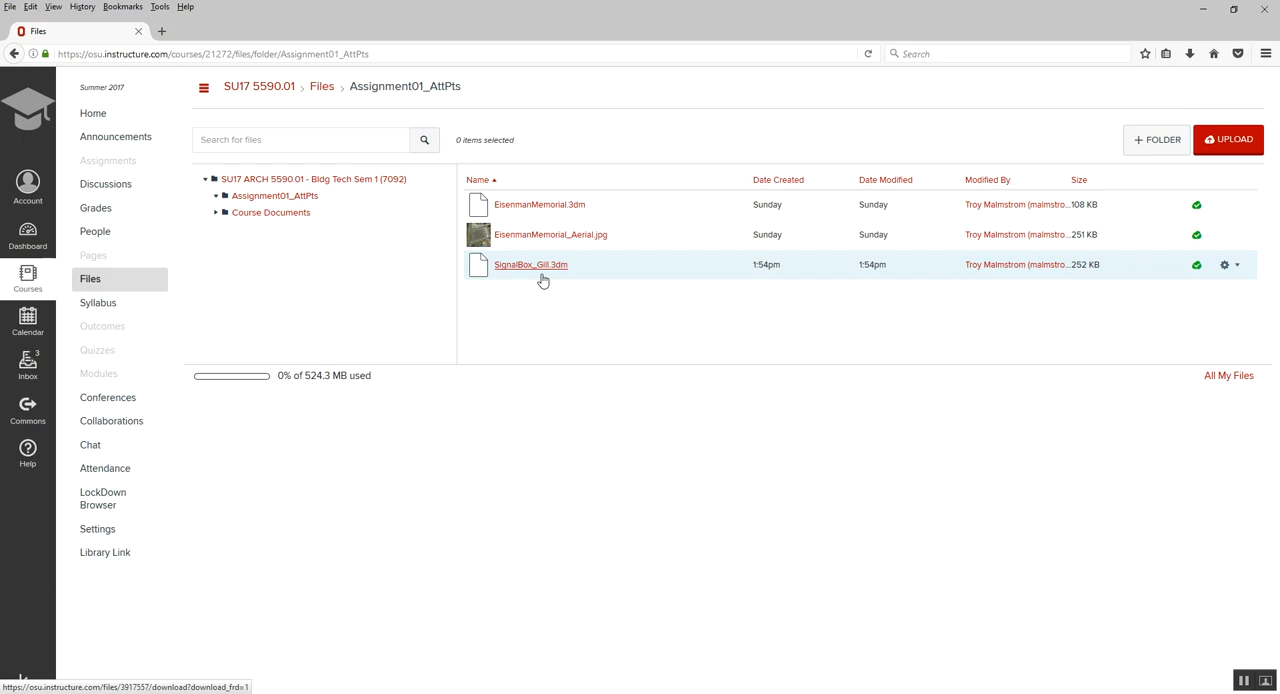 File Edit View History Bookmarks Tools Help
Files
https://osu.instructure.com/courses/21272/files/folder/Assignment01_AttPts
Search
Account
Dashboard
Courses
Calendar
3
Inbox
Commons
Help
Summer 2017
Home
Announcements
Assignments
Discussions
Grades
People
Pages
Files
Syllabus
Outcomes
Quizzes
Modules
Conferences
Collaborations
Chat
Attendance
LockDown
Browser
Settings
Library Link
SU17 5590.01 › Files › Assignment01_AttPts
Search for files
0 items selected
+ FOLDER
UPLOAD
SU17 ARCH 5590.01 - Bldg Tech Sem 1 (7092)
Assignment01_AttPts
Course Documents
Name Date Created Date Modified Modified By Size
EisenmanMemorial.3dm Sunday Sunday Troy Malmstrom (malmstro...108 KB
EisenmanMemorial_Aerial.jpg Sunday Sunday Troy Malmstrom (malmstro...251 KB
SignalBox_Gill.3dm 1:54pm 1:54pm Troy Malmstrom (malmstro...252 KB
0% of 524.3 MB used
All My Files
https://osu.instructure.com/files/3917557/download?download_frd=1